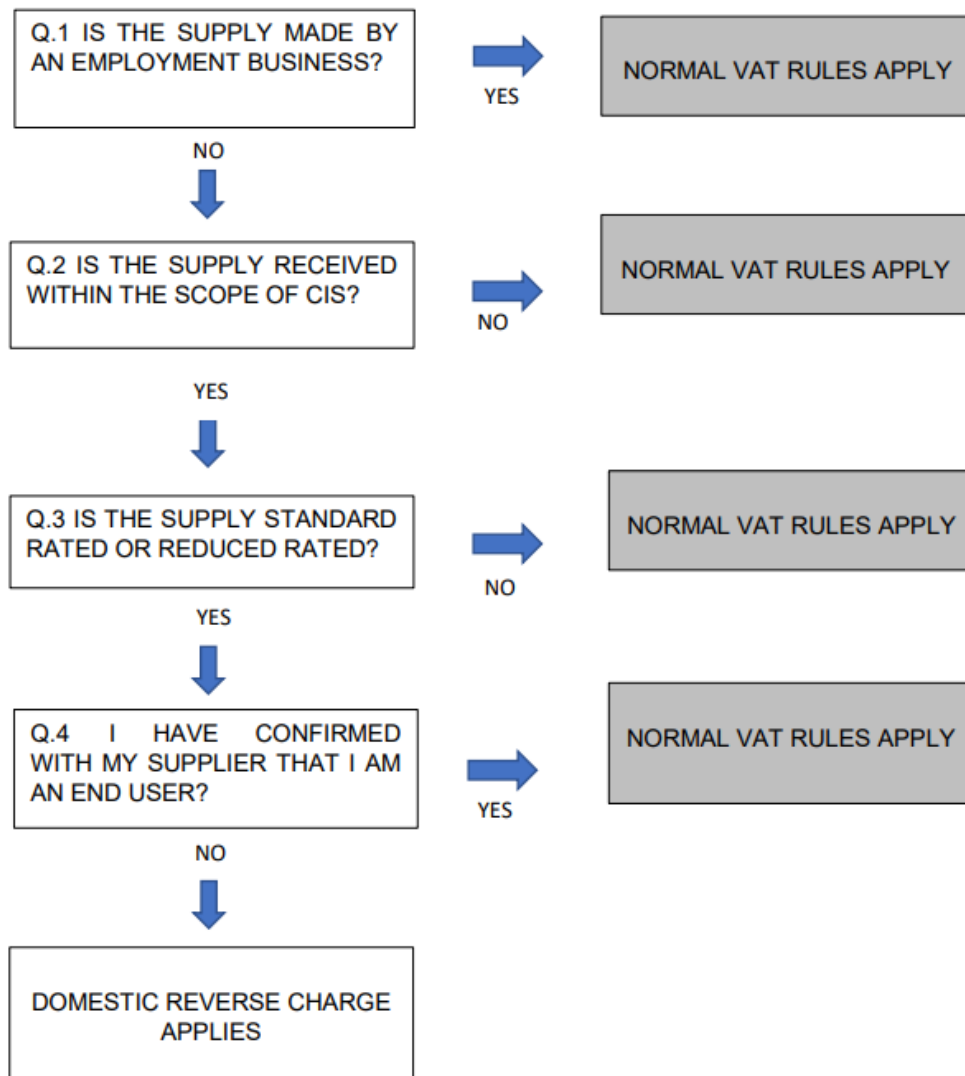 Q.1 IS THE SUPPLY MADE BY
AN EMPLOYMENT BUSINESS?
YES
NORMAL VAT RULES APPLY
NO
Q.2 IS THE SUPPLY RECEIVED
WITHIN THE SCOPE OF CIS?
NO
NORMAL VAT RULES APPLY
YES
Q.3 IS THE SUPPLY STANDARD
RATED OR REDUCED RATED?
NO
NORMAL VAT RULES APPLY
YES
Q.4 I HAVE CONFIRMED
WITH MY SUPPLIER THAT I AM
AN END USER?
YES
NORMAL VAT RULES APPLY
NO
DOMESTIC REVERSE CHARGE
APPLIES